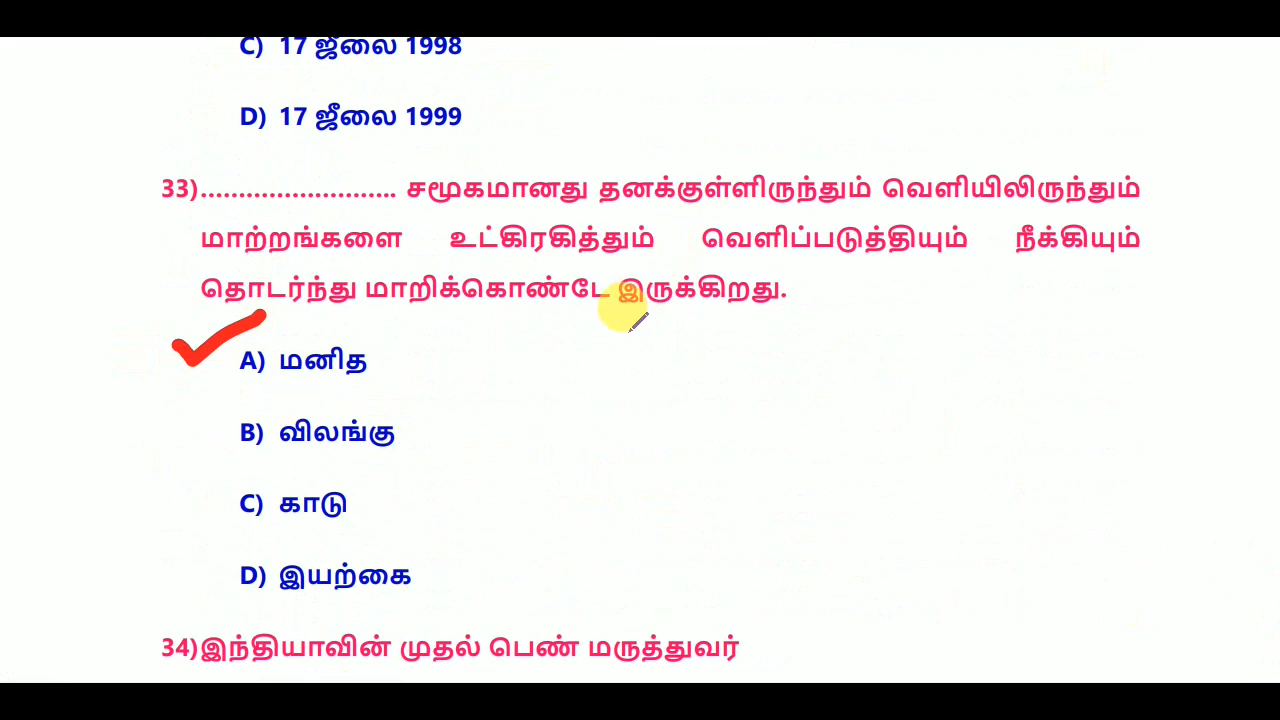 C) 17 ஜீலை 1998
D) 17 ஜீலை 1999
33).......................... சமூகமானது தனக்குள்ளிருந்தும் வெளியிலிருந்தும்
மாற்றங்களை உட்கிரகித்தும் வெளிப்படுத்தியும் நீக்கியும்
தொடர்ந்து மாறிக்கொண்டே இருக்கிறது.
A) மனித
B) விலங்கு
C) காடு
D) இயற்கை
34)இந்தியாவின் முதல் பெண் மருத்துவர்